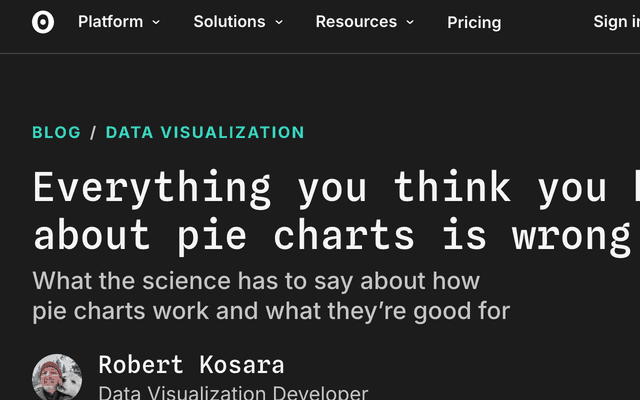 Platform Solutions Resources Pricing Sign
BLOG / DATA VISUALIZATION
Everything you think you
about pie charts is wrong
What the science has to say about how
pie charts work and what they’re good for
Robert Kosara
Data Visualization Developer